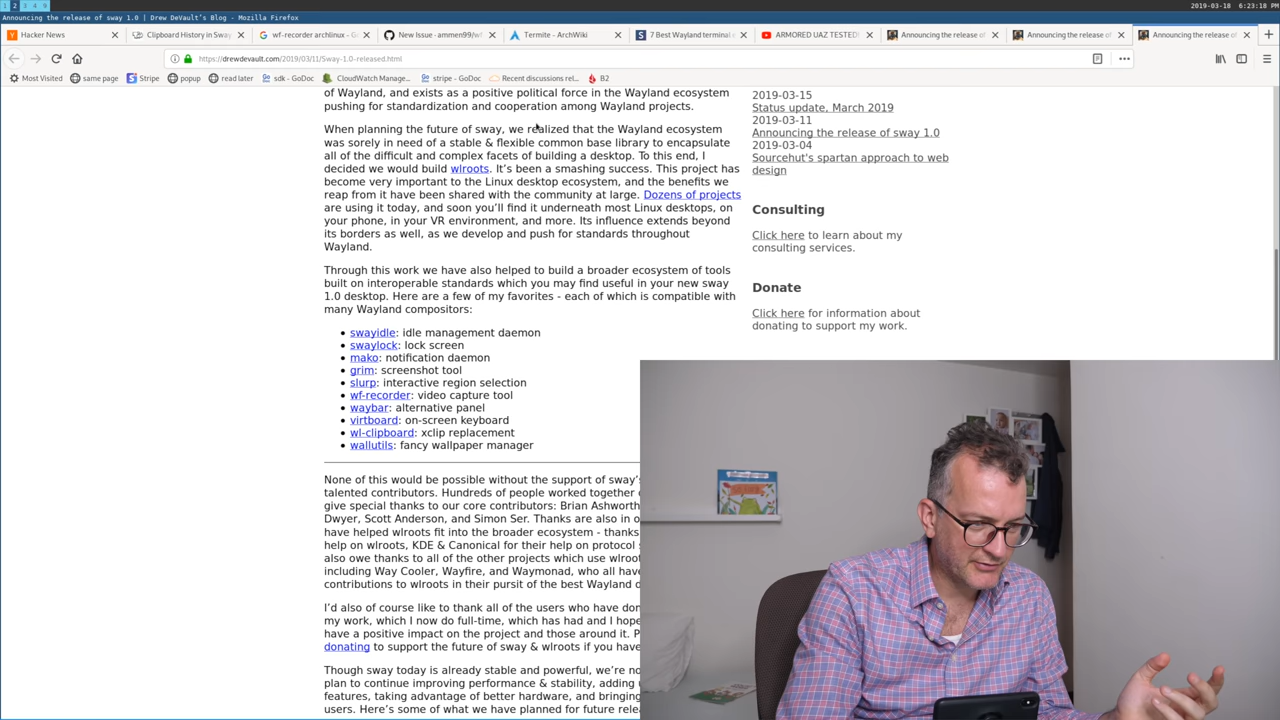 1 2 3 4 9
2019-03-18 6:23:18 PM
Announcing the release of sway 1.0 | Drew DeVault's Blog - Mozilla Firefox
Hacker News
Clipboard History in Sway
wf-recorder archlinux - Go
New Issue · ammen99/wf
Termite - ArchWiki
7 Best Wayland terminal e
ARMORED UAZ TESTED!
Announcing the release of
Announcing the release of
Announcing the release of
https://drewdevault.com/2019/03/11/Sway-1.0-released.html
Most Visited
same page
Stripe
popup
read later
sdk - GoDoc
CloudWatch Manage...
stripe - GoDoc
Recent discussions rel...
B2
of Wayland, and exists as a positive political force in the Wayland ecosystem
pushing for standardization and cooperation among Wayland projects.
When planning the future of sway, we realized that the Wayland ecosystem
was sorely in need of a stable & flexible common base library to encapsulate
all of the difficult and complex facets of building a desktop. To this end, I
decided we would build wlroots. It's been a smashing success. This project has
become very important to the Linux desktop ecosystem, and the benefits we
reap from it have been shared with the community at large. Dozens of projects
are using it today, and soon you'll find it underneath most Linux desktops, on
your phone, in your VR environment, and more. Its influence extends beyond
its borders as well, as we develop and push for standards throughout
Wayland.
Through this work we have also helped to build a broader ecosystem of tools
built on interoperable standards which you may find useful in your new sway
1.0 desktop. Here are a few of my favorites - each of which is compatible with
many Wayland compositors:
• swayidle: idle management daemon
• swaylock: lock screen
• mako: notification daemon
• grim: screenshot tool
• slurp: interactive region selection
• wf-recorder: video capture tool
• waybar: alternative panel
• virtboard: on-screen keyboard
• wl-clipboard: xclip replacement
• wallutils: fancy wallpaper manager
None of this would be possible without the support of sway's
talented contributors. Hundreds of people worked together
give special thanks to our core contributors: Brian Ashworth
Dwyer, Scott Anderson, and Simon Ser. Thanks are also in o
have helped wlroots fit into the broader ecosystem - thanks
help on wlroots, KDE & Canonical for their help on protocol
also owe thanks to all of the other projects which use wlroot
including Way Cooler, Wayfire, and Waymonad, who all have
contributions to wlroots in their pursit of the best Wayland
I'd also of course like to thank all of the users who have don
my work, which I now do full-time, which has had and I hope
have a positive impact on the project and those around it. P
donating to support the future of sway & wlroots if you have
Though sway today is already stable and powerful, we're no
plan to continue improving performance & stability, adding
features, taking advantage of better hardware, and bringing
users. Here's some of what we have planned for future rele
2019-03-15
Status update, March 2019
2019-03-11
Announcing the release of sway 1.0
2019-03-04
Sourcehut's spartan approach to web
design
Consulting
Click here to learn about my
consulting services.
Donate
Click here for information about
donating to support my work.